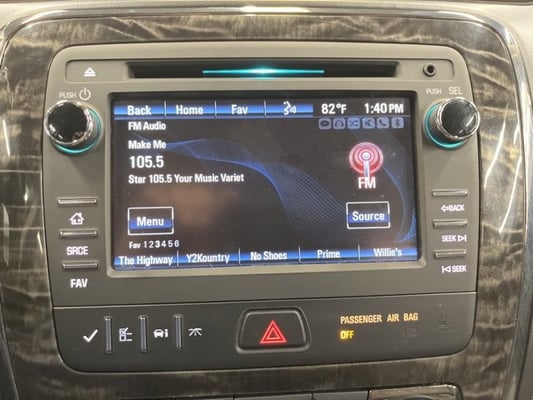 PUSH
PUSH SEL
Back Home Fav 82°F 1:40 PM
FM Audio
Make Me
105.5
Star 105.5 Your Music Variet
FM
Menu
Source
Fav 1 2 3 4 5 6
The Highway Y2Kountry No Shoes Prime Willie's
SRCE
FAV
BACK
SEEK
SEEK
PASSENGER AIR BAG
OFF